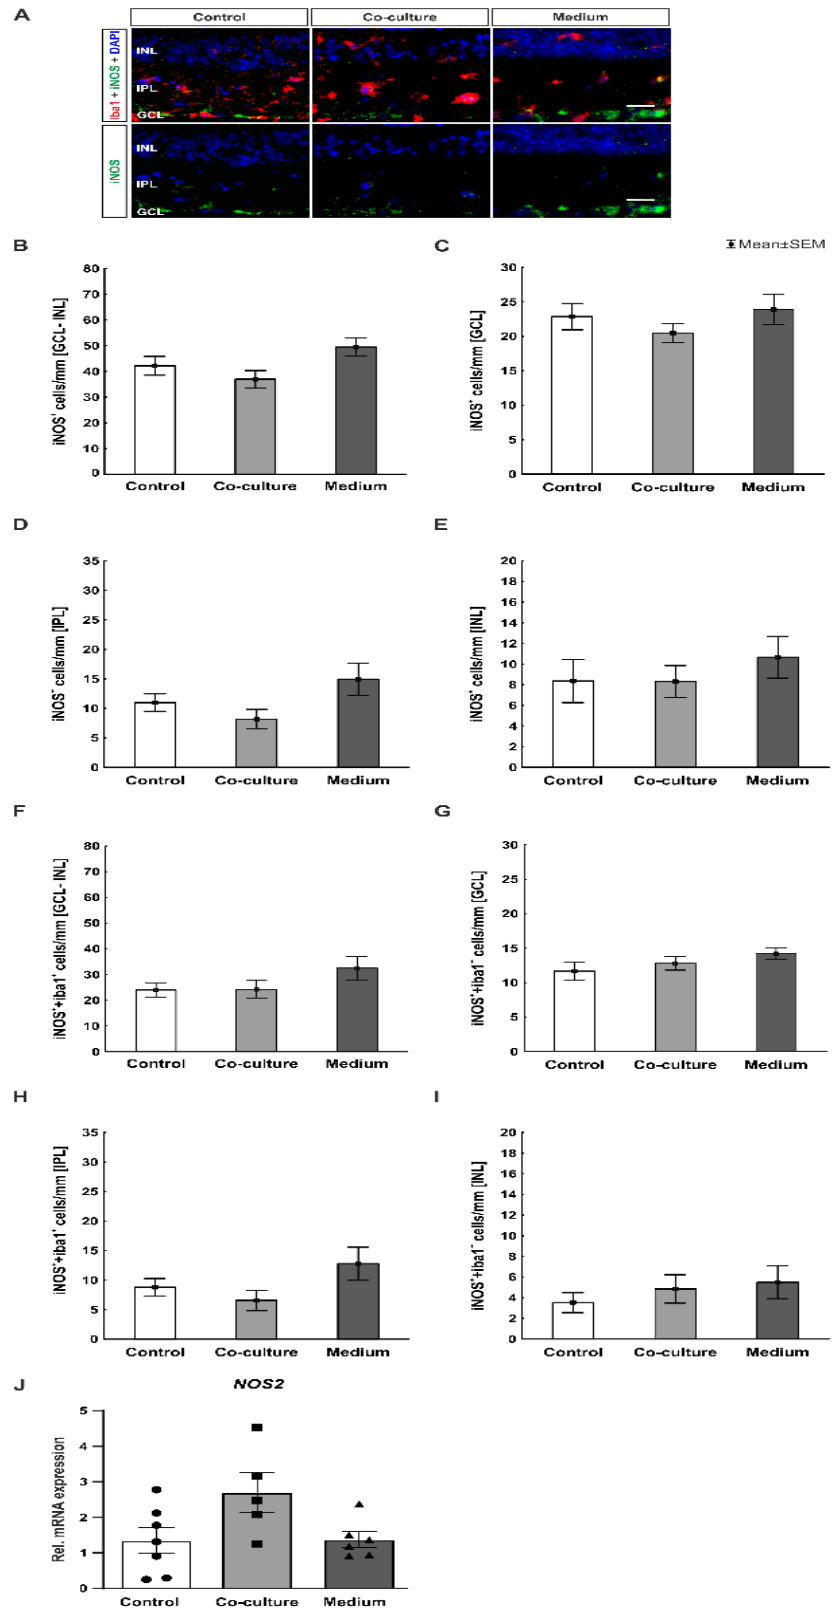 A
Control Co-culture Medium
Iba1 + iNOS + DAPI
INL
IPL
GCL
iNOS
INL
IPL
GCL
B
iNOS⁺ cells/mm [GCL- INL]
80
70
60
50
40
30
20
10
0
Control Co-culture Medium
C
Mean±SEM
iNOS⁺ cells/mm [GCL]
30
25
20
15
10
5
0
Control Co-culture Medium
D
iNOS⁺ cells/mm [IPL]
35
30
25
20
15
10
5
0
Control Co-culture Medium
E
iNOS⁺ cells/mm [INL]
20
18
16
14
12
10
8
6
4
2
0
Control Co-culture Medium
F
iNOS⁺+iba1⁺ cells/mm [GCL- INL]
80
70
60
50
40
30
20
10
0
Control Co-culture Medium
G
iNOS⁺+iba1⁺ cells/mm [GCL]
30
25
20
15
10
5
0
Control Co-culture Medium
H
iNOS⁺+iba1⁺ cells/mm [IPL]
35
30
25
20
15
10
5
0
Control Co-culture Medium
I
iNOS⁺+iba1⁺ cells/mm [INL]
20
18
16
14
12
10
8
6
4
2
0
Control Co-culture Medium
J
NOS2
Rel. mRNA expression
5
4
3
2
1
0
Control Co-culture Medium